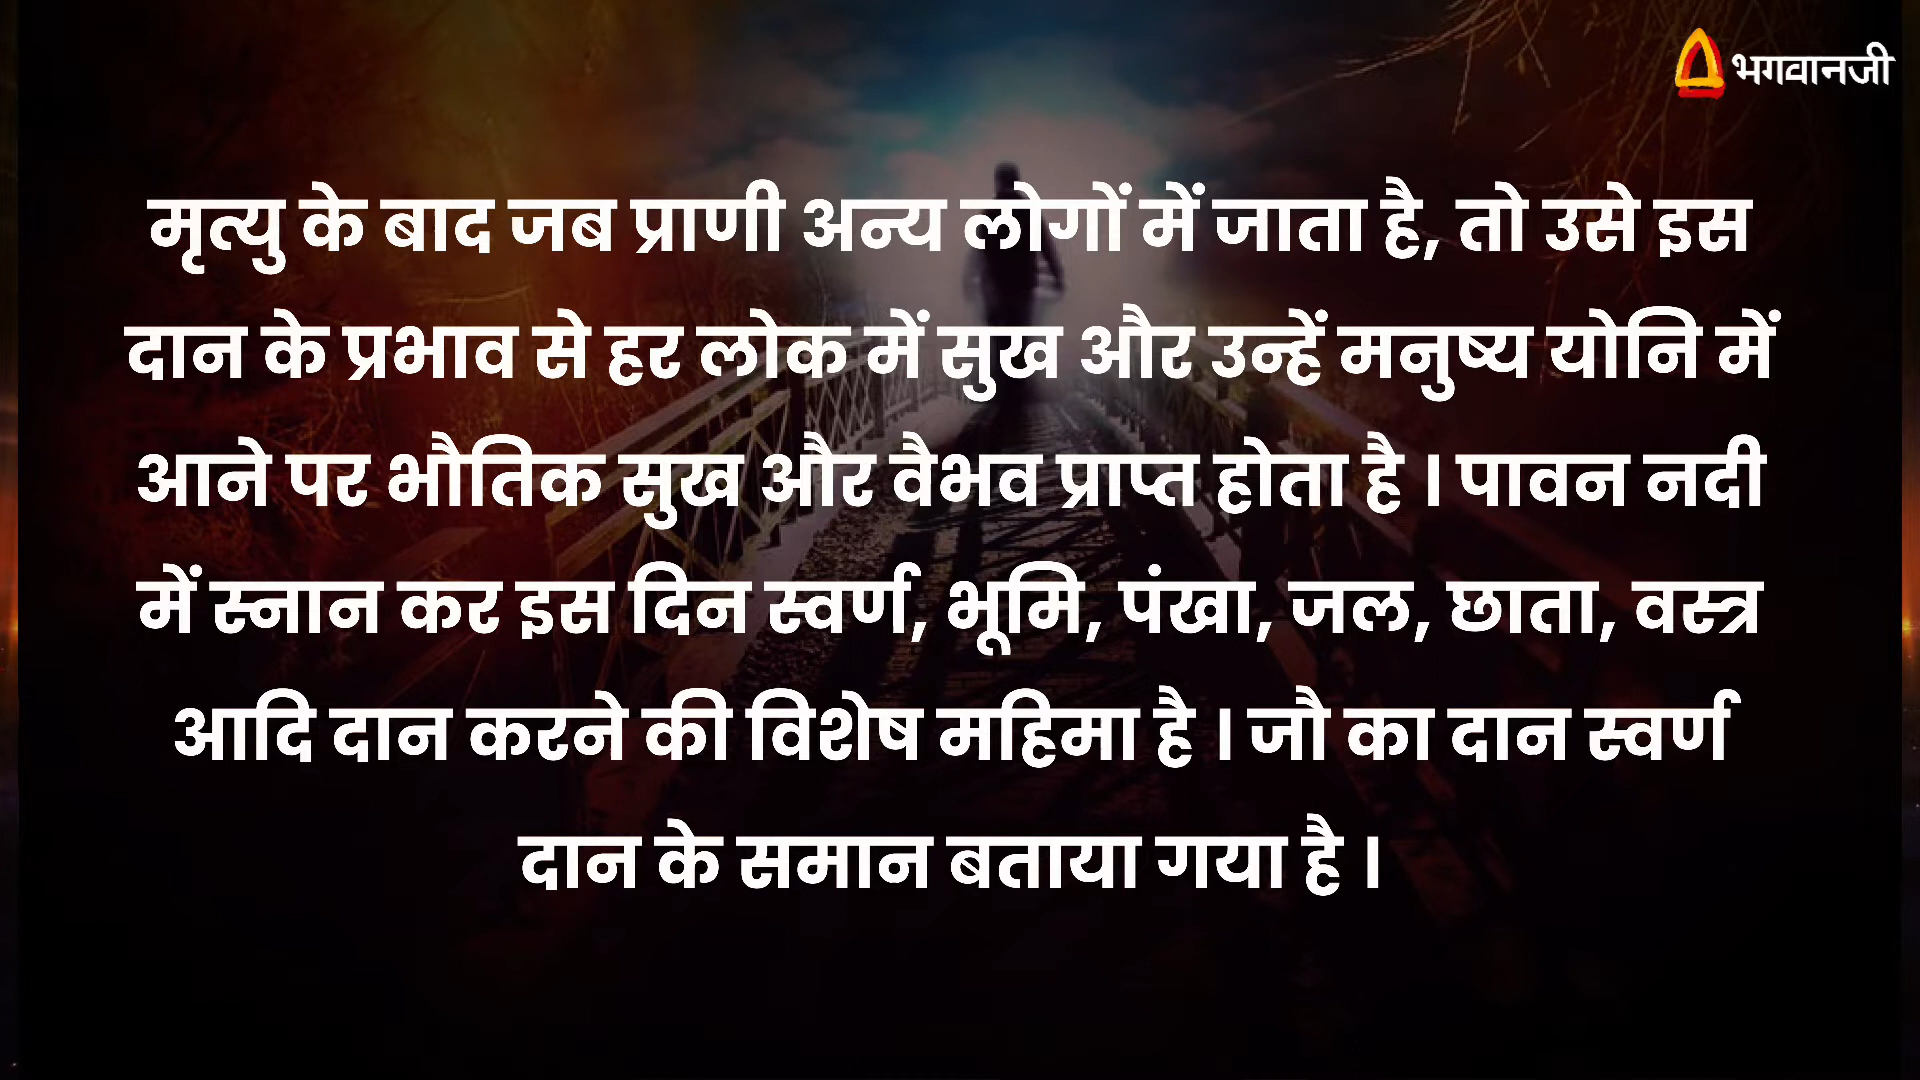 भगवानजी
मृत्यु के बाद जब प्राणी अन्य लोगों में जाता है, तो उसे इस
दान के प्रभाव से हर लोक में सुख और उन्हें मनुष्य योनि में
आने पर भौतिक सुख और वैभव प्राप्त होता है । पावन नदी
में स्नान कर इस दिन स्वर्ण, भूमि, पंखा, जल, छाता, वस्त्र
आदि दान करने की विशेष महिमा है । जौ का दान स्वर्ण
दान के समान बताया गया है ।